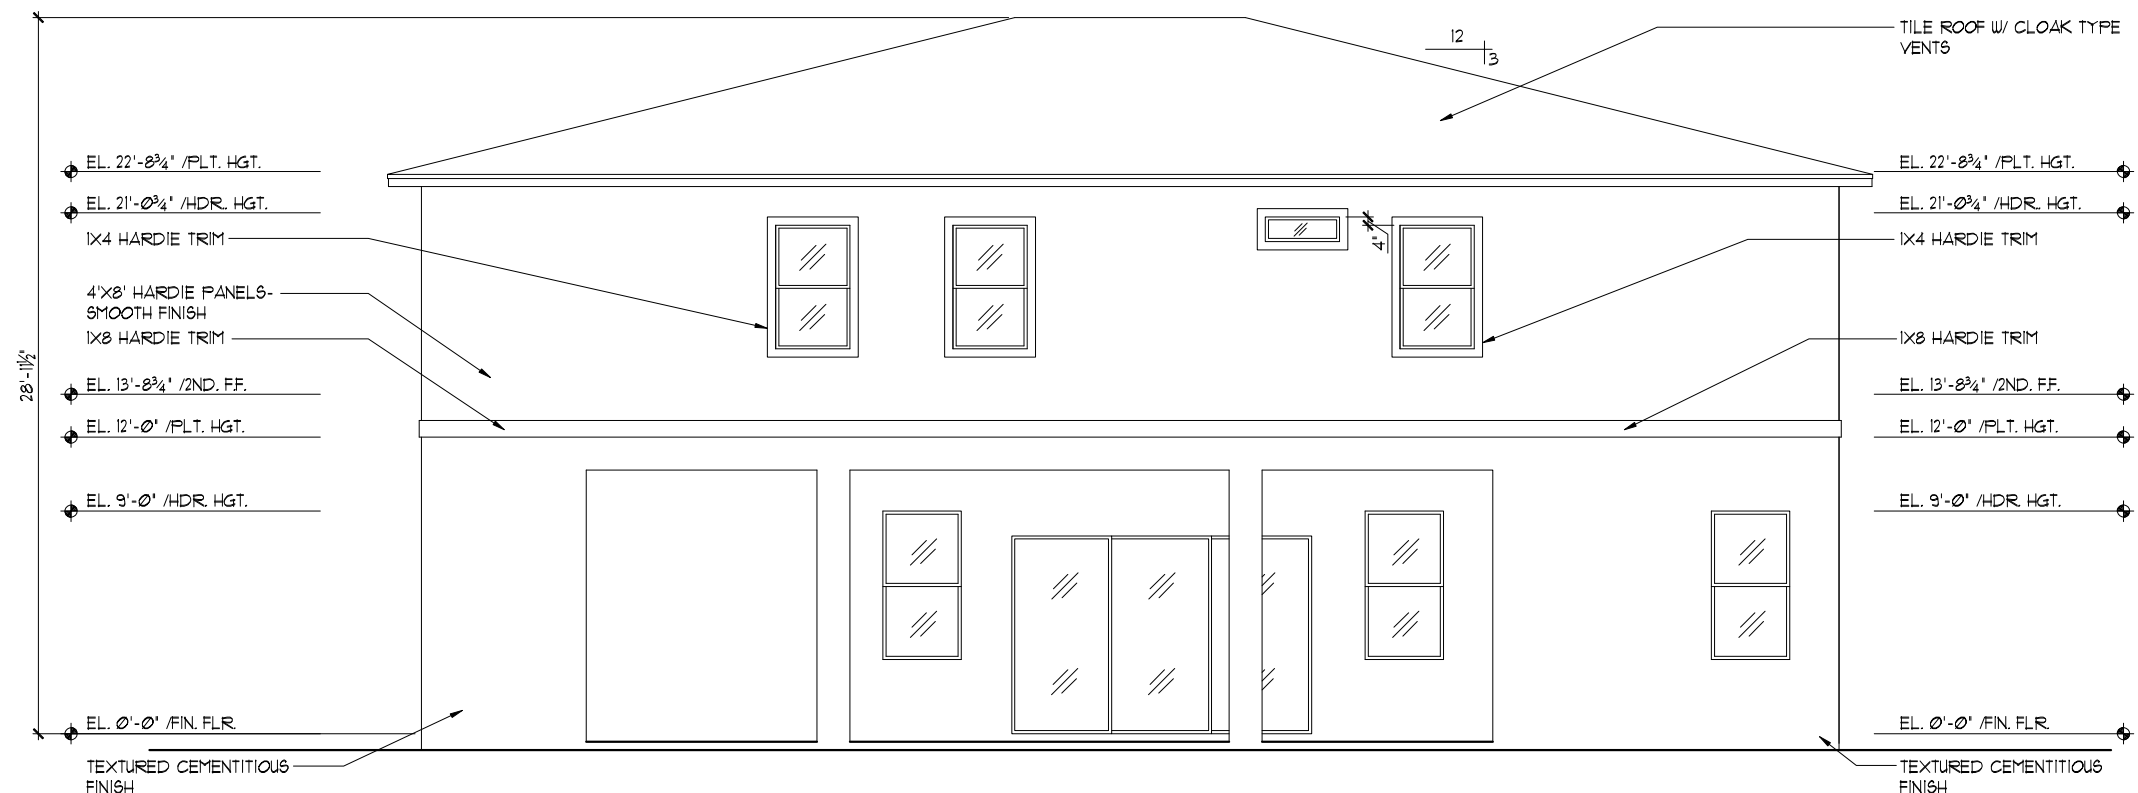 12
3
TILE ROOF W/ CLOAK TYPE
VENTS
EL. 22'-8¾" /PLT. HGT.
EL. 21'-0¾" /HDR.. HGT.
1X4 HARDIE TRIM
4'X8' HARDIE PANELS-
SMOOTH FINISH
1X8 HARDIE TRIM
28'-11½"
EL. 13'-8¾" /2ND. F.F.
EL. 12'-0" /PLT. HGT.
EL. 9'-0" /HDR. HGT.
EL. 0'-0" /FIN. FLR.
TEXTURED CEMENTITIOUS
FINISH
4"
EL. 22'-8¾" /PLT. HGT.
EL. 21'-0¾" /HDR.. HGT.
1X4 HARDIE TRIM
1X8 HARDIE TRIM
EL. 13'-8¾" /2ND. F.F.
EL. 12'-0" /PLT. HGT.
EL. 9'-0" /HDR. HGT.
EL. 0'-0" /FIN. FLR.
TEXTURED CEMENTITIOUS
FINISH